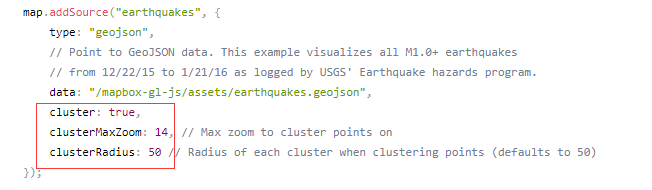 map.addSource("earthquakes", {
type: "geojson",
// Point to GeoJSON data. This example visualizes all M1.0+ earthquakes
// from 12/22/15 to 1/21/16 as logged by USGS' Earthquake hazards program.
data: "/mapbox-gl-js/assets/earthquakes.geojson",
cluster: true,
clusterMaxZoom: 14, // Max zoom to cluster points on
clusterRadius: 50 // Radius of each cluster when clustering points (defaults to 50)
});